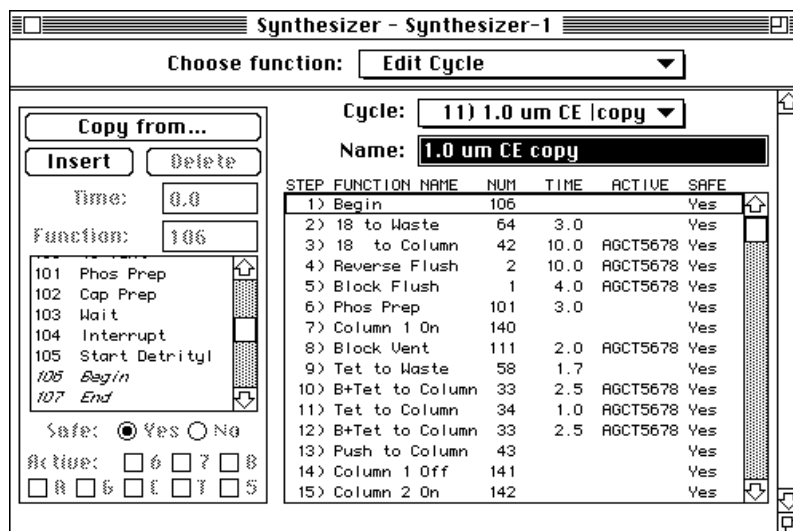 Synthesizer - Synthesizer-1
Choose function: Edit Cycle
Copy from...
Insert Delete
Time: 0.0
Function: 106
101 Phos Prep
102 Cap Prep
103 Wait
104 Interrupt
105 Start Detrityl
106 Begin
107 End
Safe: Yes No
Active: 6 7 8
A G C T 5
Cycle: 11) 1.0 um CE |copy
Name: 1.0 um CE copy
STEP FUNCTION NAME NUM TIME ACTIVE SAFE
1) Begin 106 Yes
2) 18 to Waste 64 3.0 Yes
3) 18 to Column 42 10.0 AGCT5678 Yes
4) Reverse Flush 2 10.0 AGCT5678 Yes
5) Block Flush 1 4.0 AGCT5678 Yes
6) Phos Prep 101 3.0 Yes
7) Column 1 On 140 Yes
8) Block Vent 111 2.0 AGCT5678 Yes
9) Tet to Waste 58 1.7 Yes
10) B+Tet to Column 33 2.5 AGCT5678 Yes
11) Tet to Column 34 1.0 AGCT5678 Yes
12) B+Tet to Column 33 2.5 AGCT5678 Yes
13) Push to Column 43 Yes
14) Column 1 Off 141 Yes
15) Column 2 On 142 Yes